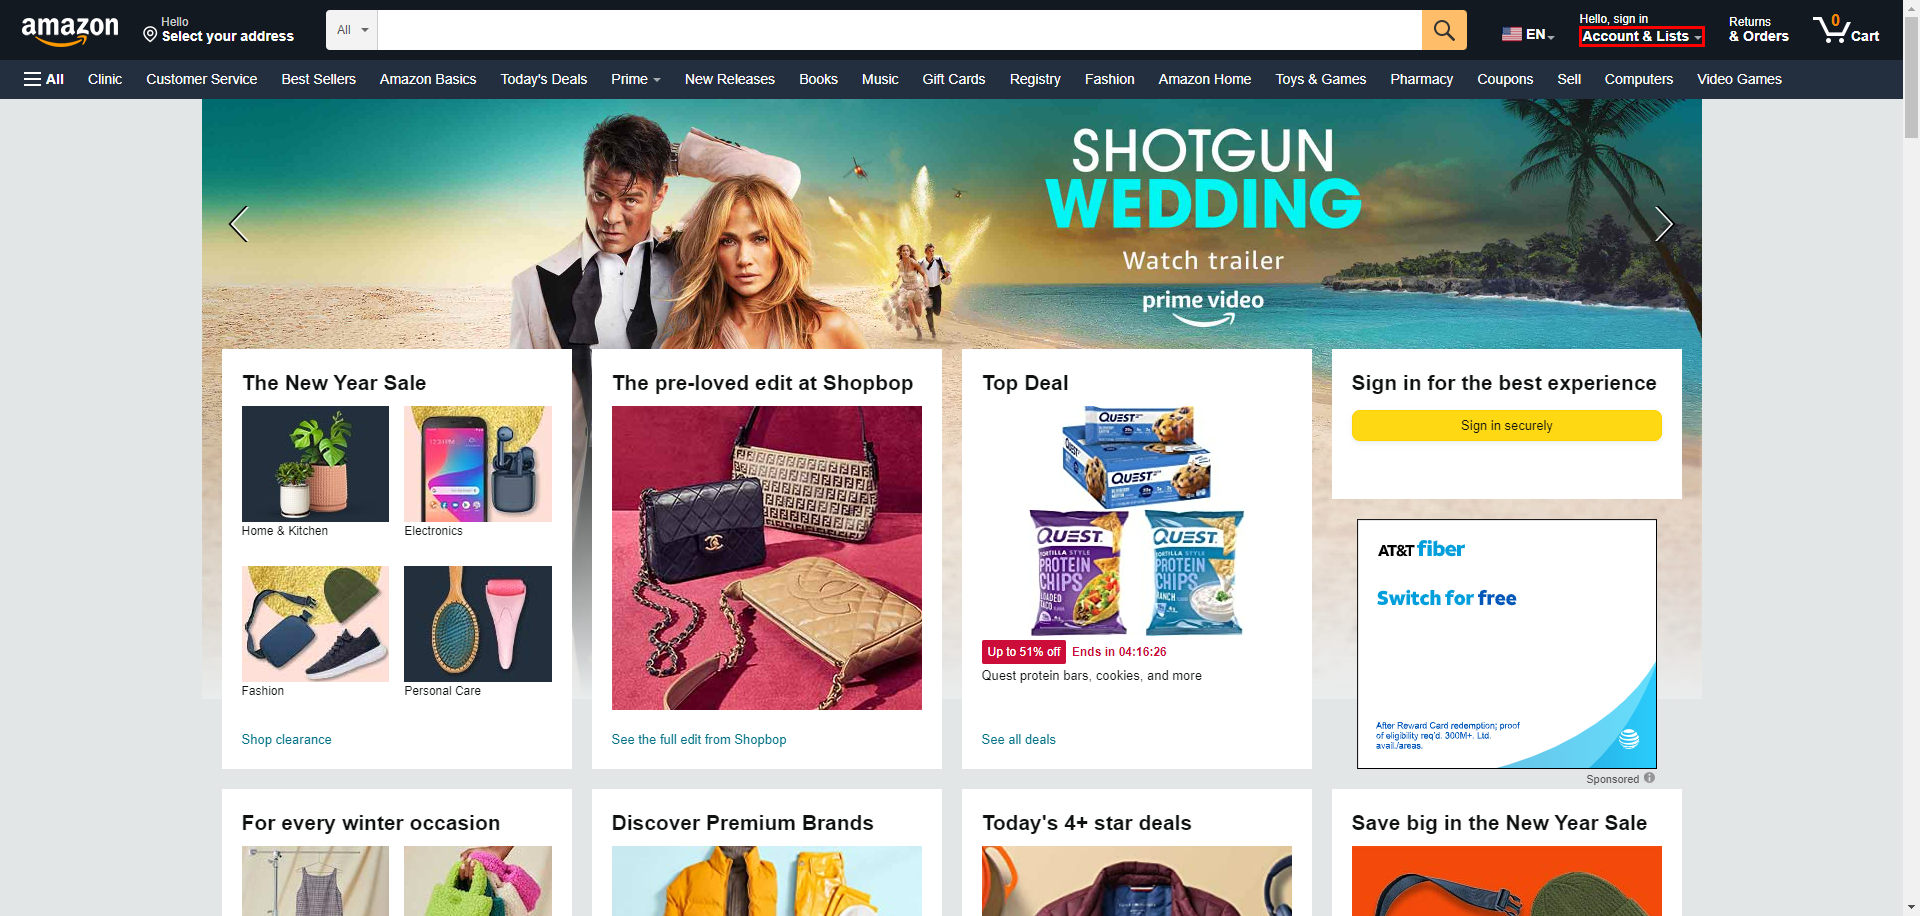 amazon
Hello
Select your address
All
EN
Hello, sign in
Account & Lists
Returns
& Orders
0
Cart
All
Clinic
Customer Service
Best Sellers
Amazon Basics
Today's Deals
Prime
New Releases
Books
Music
Gift Cards
Registry
Fashion
Amazon Home
Toys & Games
Pharmacy
Coupons
Sell
Computers
Video Games
SHOTGUN
WEDDING
Watch trailer
prime video
The New Year Sale
Home & Kitchen
Electronics
Fashion
Personal Care
Shop clearance
The pre-loved edit at Shopbop
See the full edit from Shopbop
Top Deal
QUEST
QUEST
QUEST
TORTILLA STYLE
PROTEIN
CHIPS
LOADED
TACO
QUEST
TORTILLA STYLE
PROTEIN
CHIPS
RANCH
Up to 51% off
Ends in 04:16:26
Quest protein bars, cookies, and more
See all deals
Sign in for the best experience
Sign in securely
AT&T fiber
Switch for free
After Reward Card redemption; proof
of eligibility req'd. 300M+. Ltd.
avail./areas.
Sponsored
For every winter occasion
Discover Premium Brands
Today's 4+ star deals
Save big in the New Year Sale